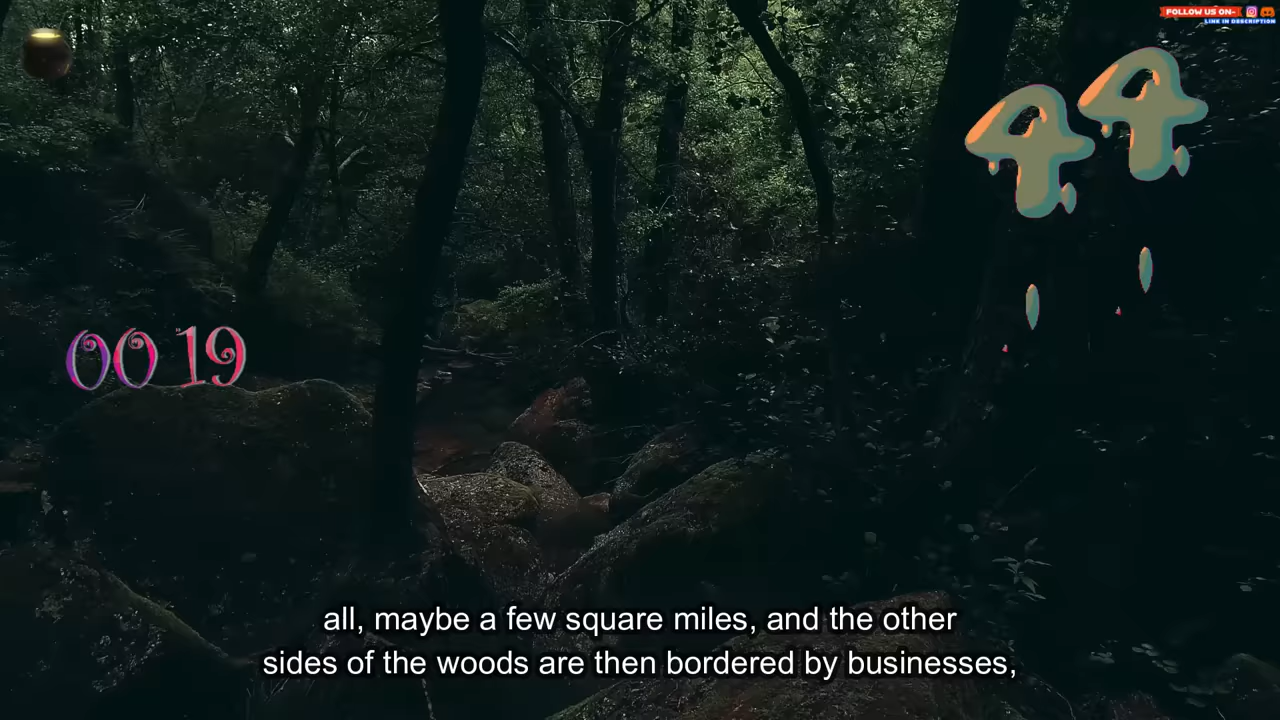 FOLLOW US ON-
LINK IN DESCRIPTION
44
00 19
all, maybe a few square miles, and the other
sides of the woods are then bordered by businesses,